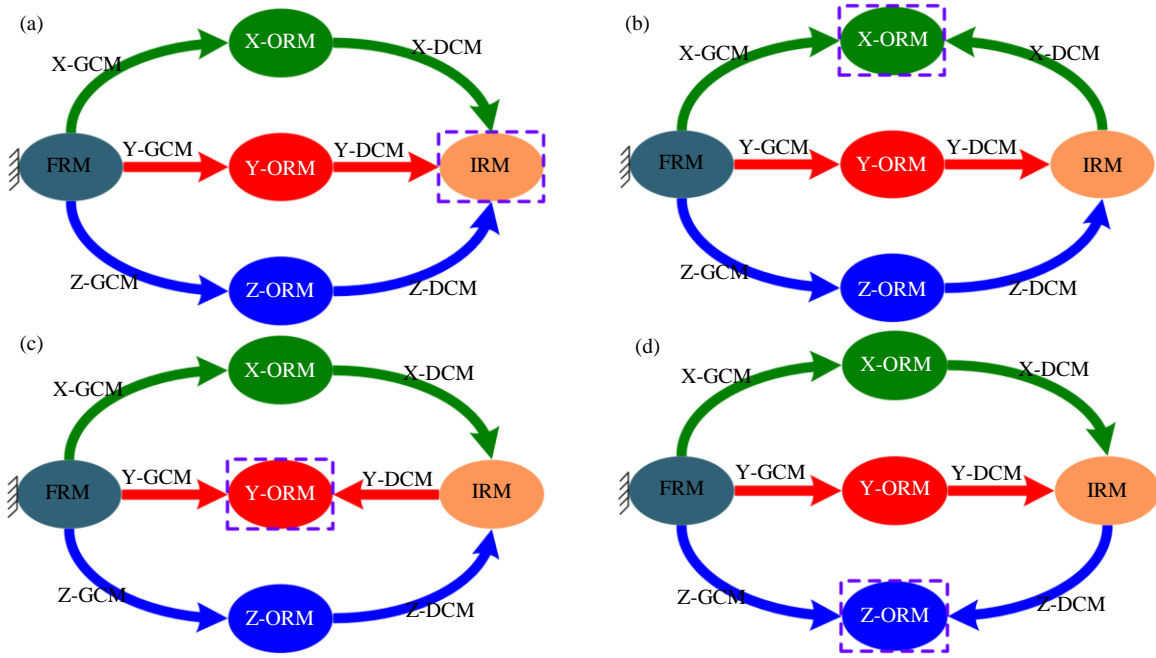 (a)
X-ORM
X-GCM
X-DCM
FRM
Y-GCM
Y-ORM
Y-DCM
IRM
Z-GCM
Z-ORM
Z-DCM
(b)
X-ORM
X-GCM
X-DCM
FRM
Y-GCM
Y-ORM
Y-DCM
IRM
Z-GCM
Z-ORM
Z-DCM
(c)
X-ORM
X-GCM
X-DCM
FRM
Y-GCM
Y-ORM
Y-DCM
IRM
Z-GCM
Z-ORM
Z-DCM
(d)
X-ORM
X-GCM
X-DCM
FRM
Y-GCM
Y-ORM
Y-DCM
IRM
Z-GCM
Z-ORM
Z-DCM